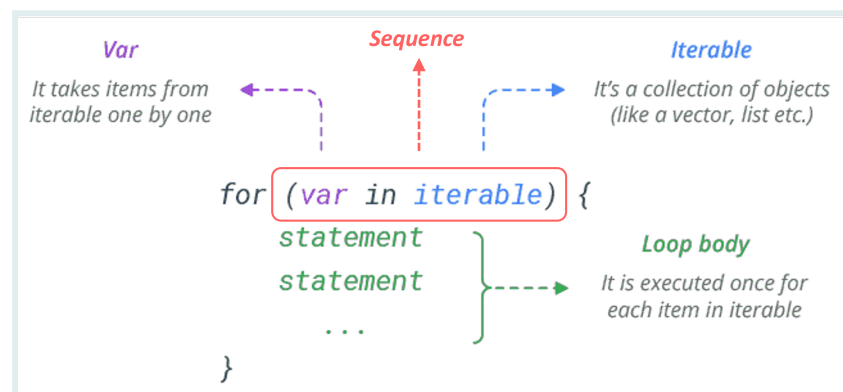 Var
Sequence
Iterable
It takes items from
iterable one by one
It's a collection of objects
(like a vector, list etc.)
for (var in iterable) {
statement
statement
...
}
Loop body
It is executed once for
each item in iterable